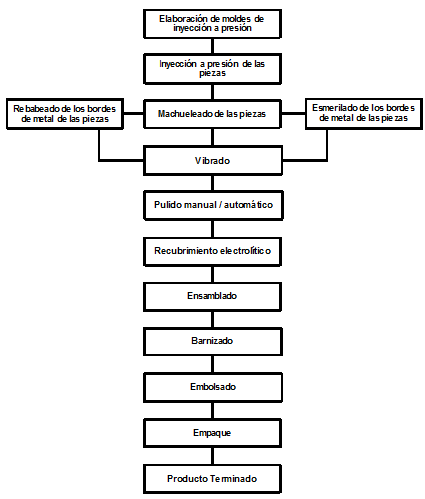 Elaboración de moldes de
inyección a presión
Inyección a presión de las
piezas
Rebabeado de los bordes
de metal de las piezas
Machueleado de las piezas
Esmerilado de los bordes
de metal de las piezas
Vibrado
Pulido manual / automático
Recubrimiento electrolítico
Ensamblado
Barnizado
Embolsado
Empaque
Producto Terminado